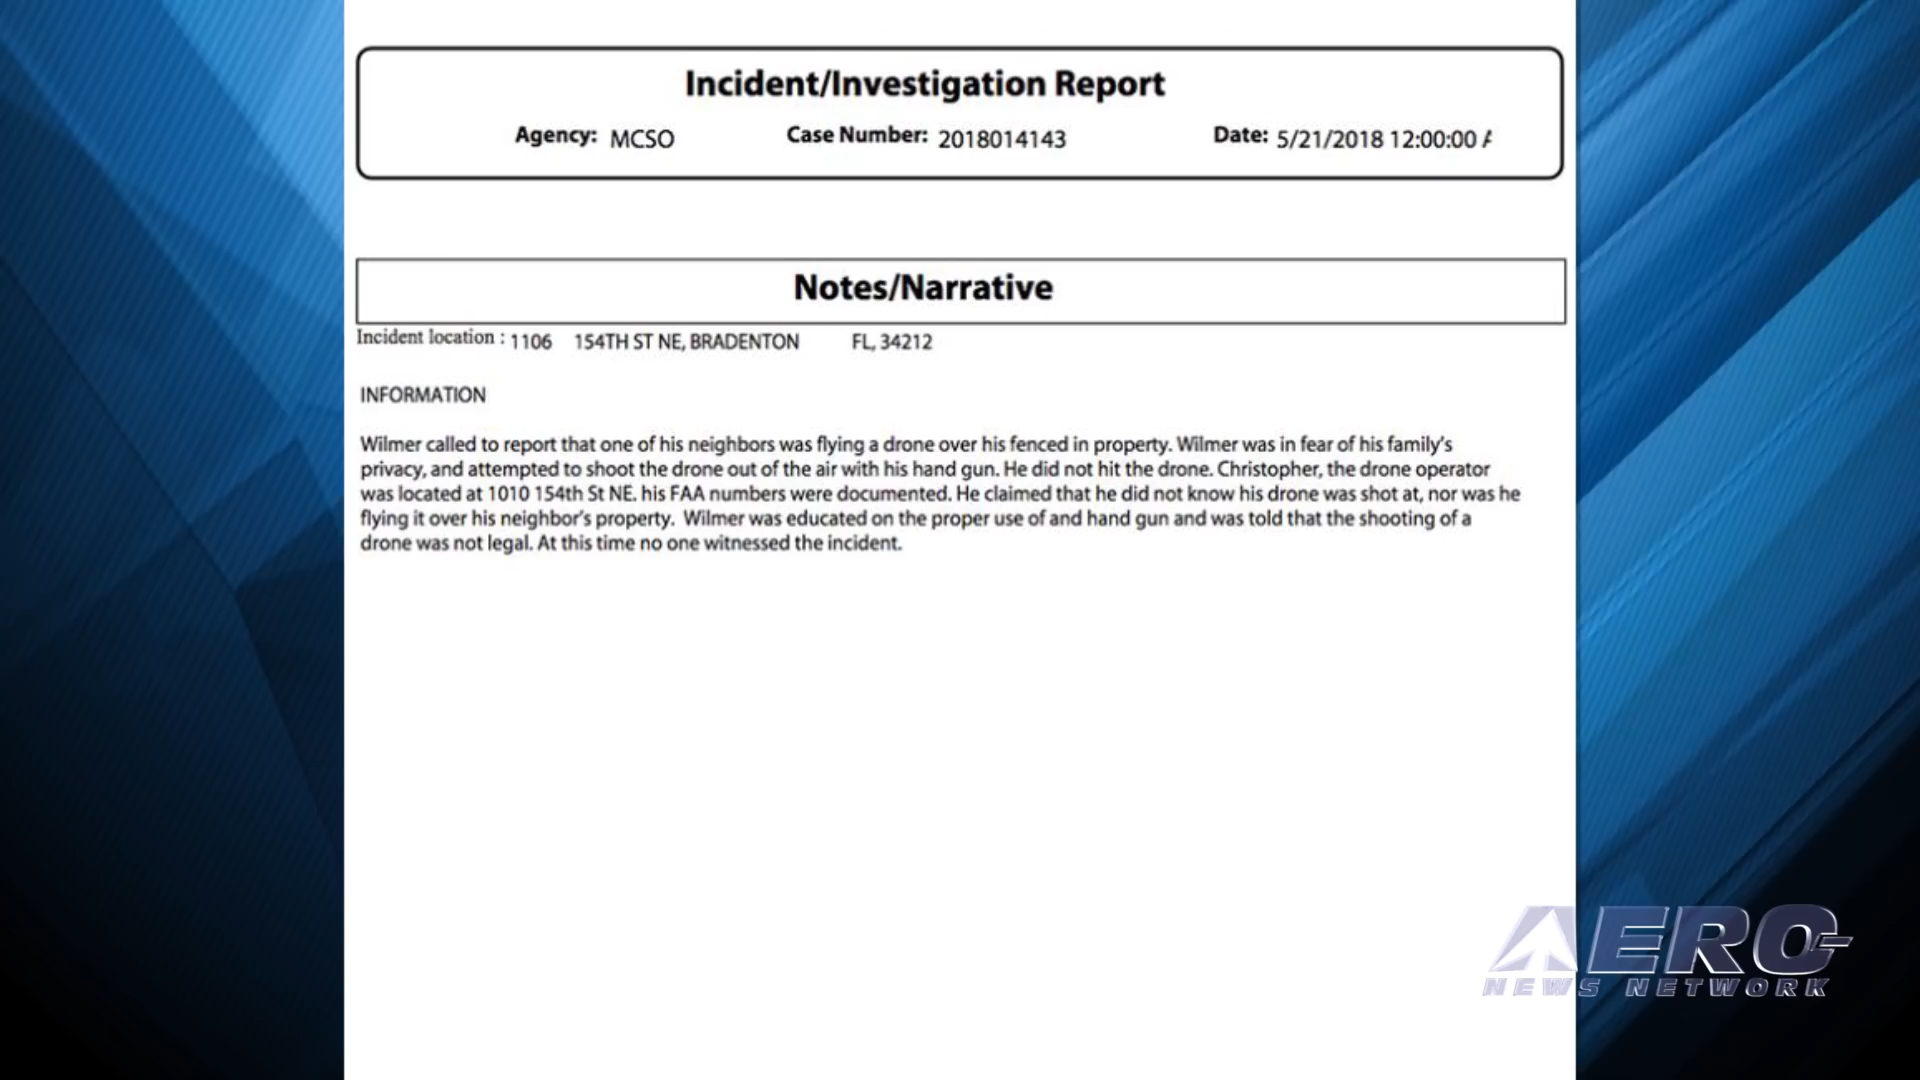 Incident/Investigation Report
Agency: MCSO Case Number: 2018014143 Date: 5/21/2018 12:00:00 A
Notes/Narrative
Incident location : 1106 154TH ST NE, BRADENTON FL, 34212
INFORMATION
Wilmer called to report that one of his neighbors was flying a drone over his fenced in property. Wilmer was in fear of his family's
privacy, and attempted to shoot the drone out of the air with his hand gun. He did not hit the drone. Christopher, the drone operator
was located at 1010 154th St NE. his FAA numbers were documented. He claimed that he did not know his drone was shot at, nor was he
flying it over his neighbor's property. Wilmer was educated on the proper use of and hand gun and was told that the shooting of a
drone was not legal. At this time no one witnessed the incident.
AERO-
NEWS NETWORK